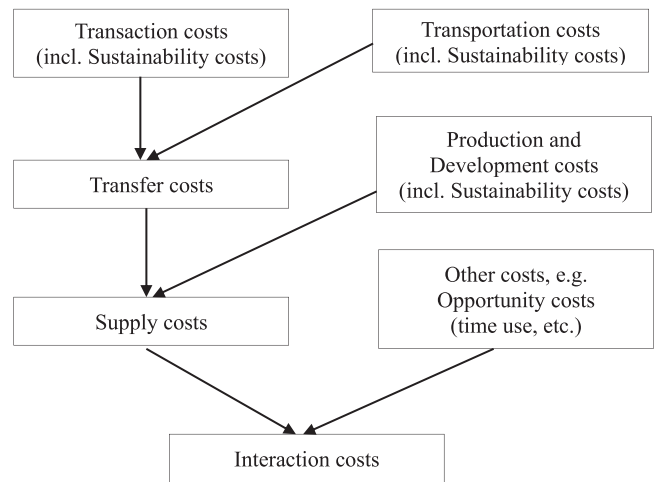 Transaction costs
(incl. Sustainability costs)
Transportation costs
(incl. Sustainability costs)
Production and
Development costs
(incl. Sustainability costs)
Transfer costs
Other costs, e.g.
Opportunity costs
(time use, etc.)
Supply costs
Interaction costs